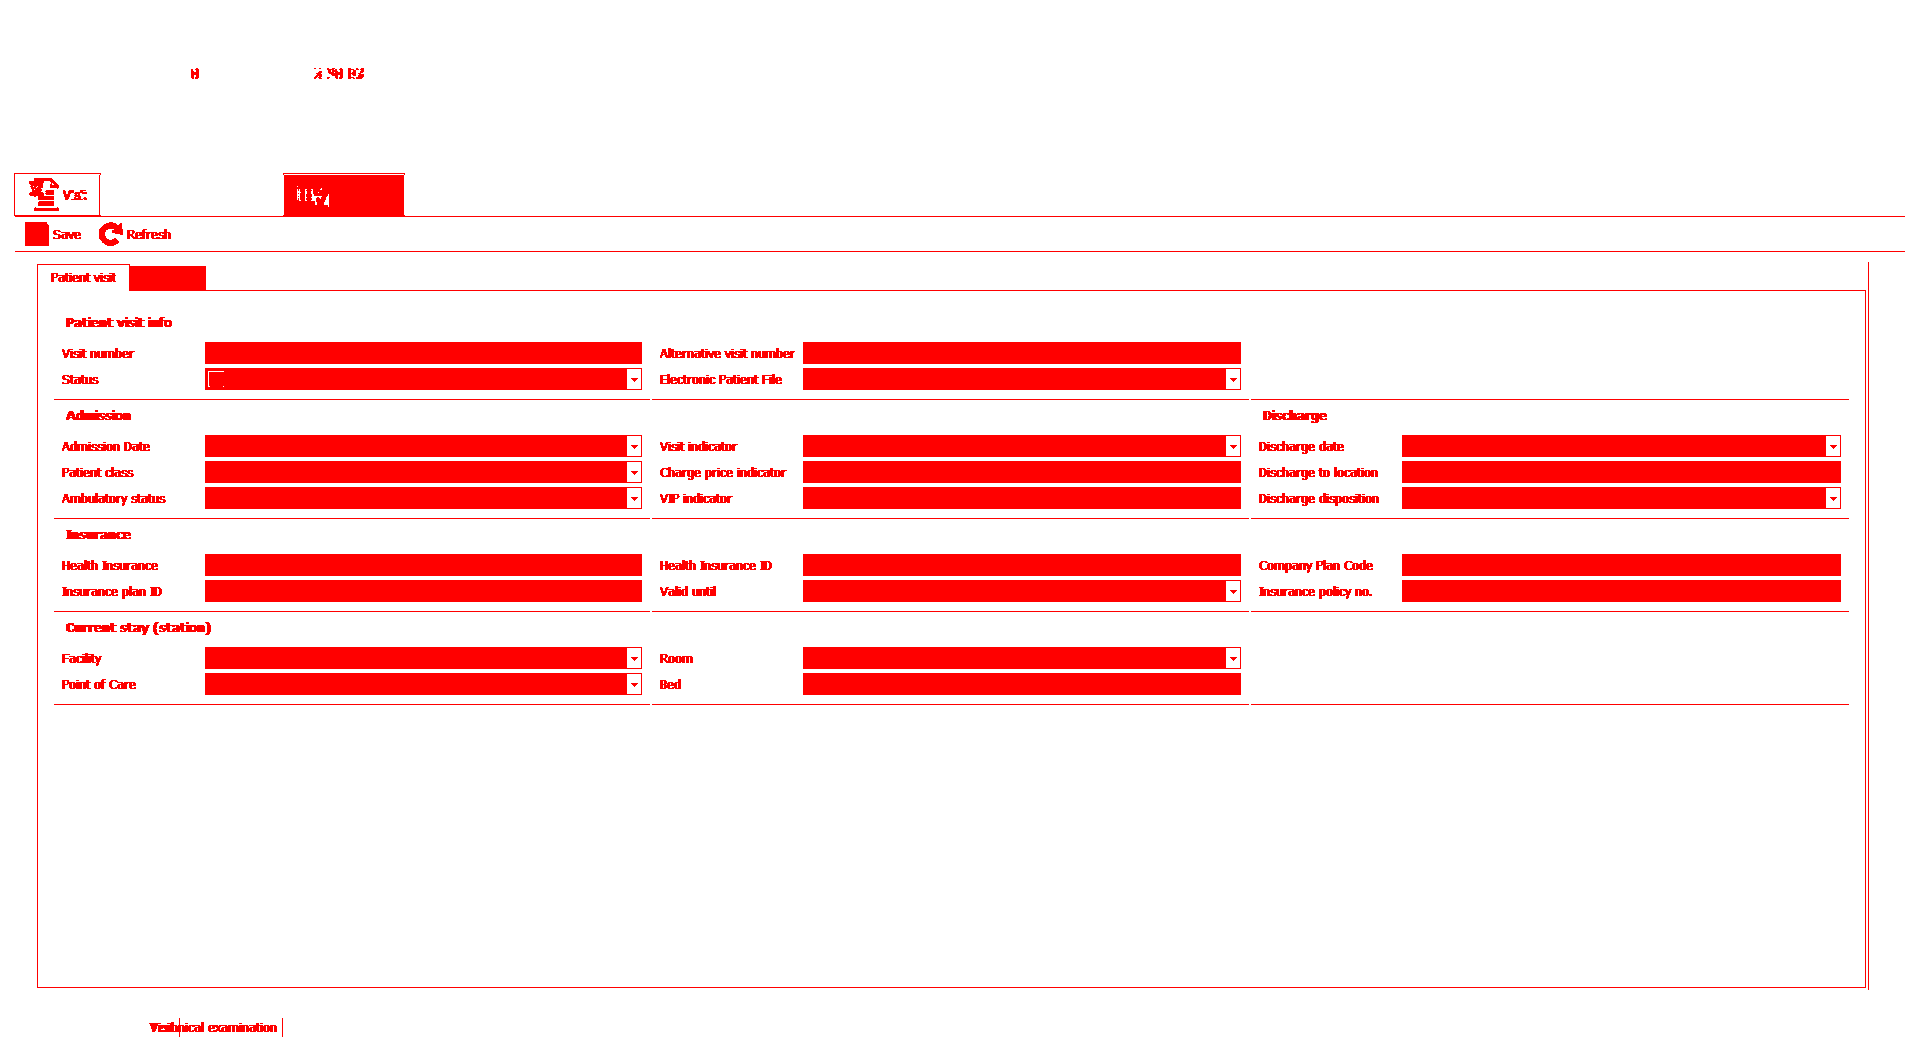 Save Refresh
Patient visit
Patient visit info
Visit number Alternative visit number
Status Electronic Patient File
Admission Discharge
Admission Date Visit indicator Discharge date
Patient class Charge price indicator Discharge to location
Ambulatory status VIP indicator Discharge disposition
Insurance
Health Insurance Health Insurance ID Company Plan Code
Insurance plan ID Valid until Insurance policy no.
Current stay (station)
Facility Room
Point of Care Bed
examination